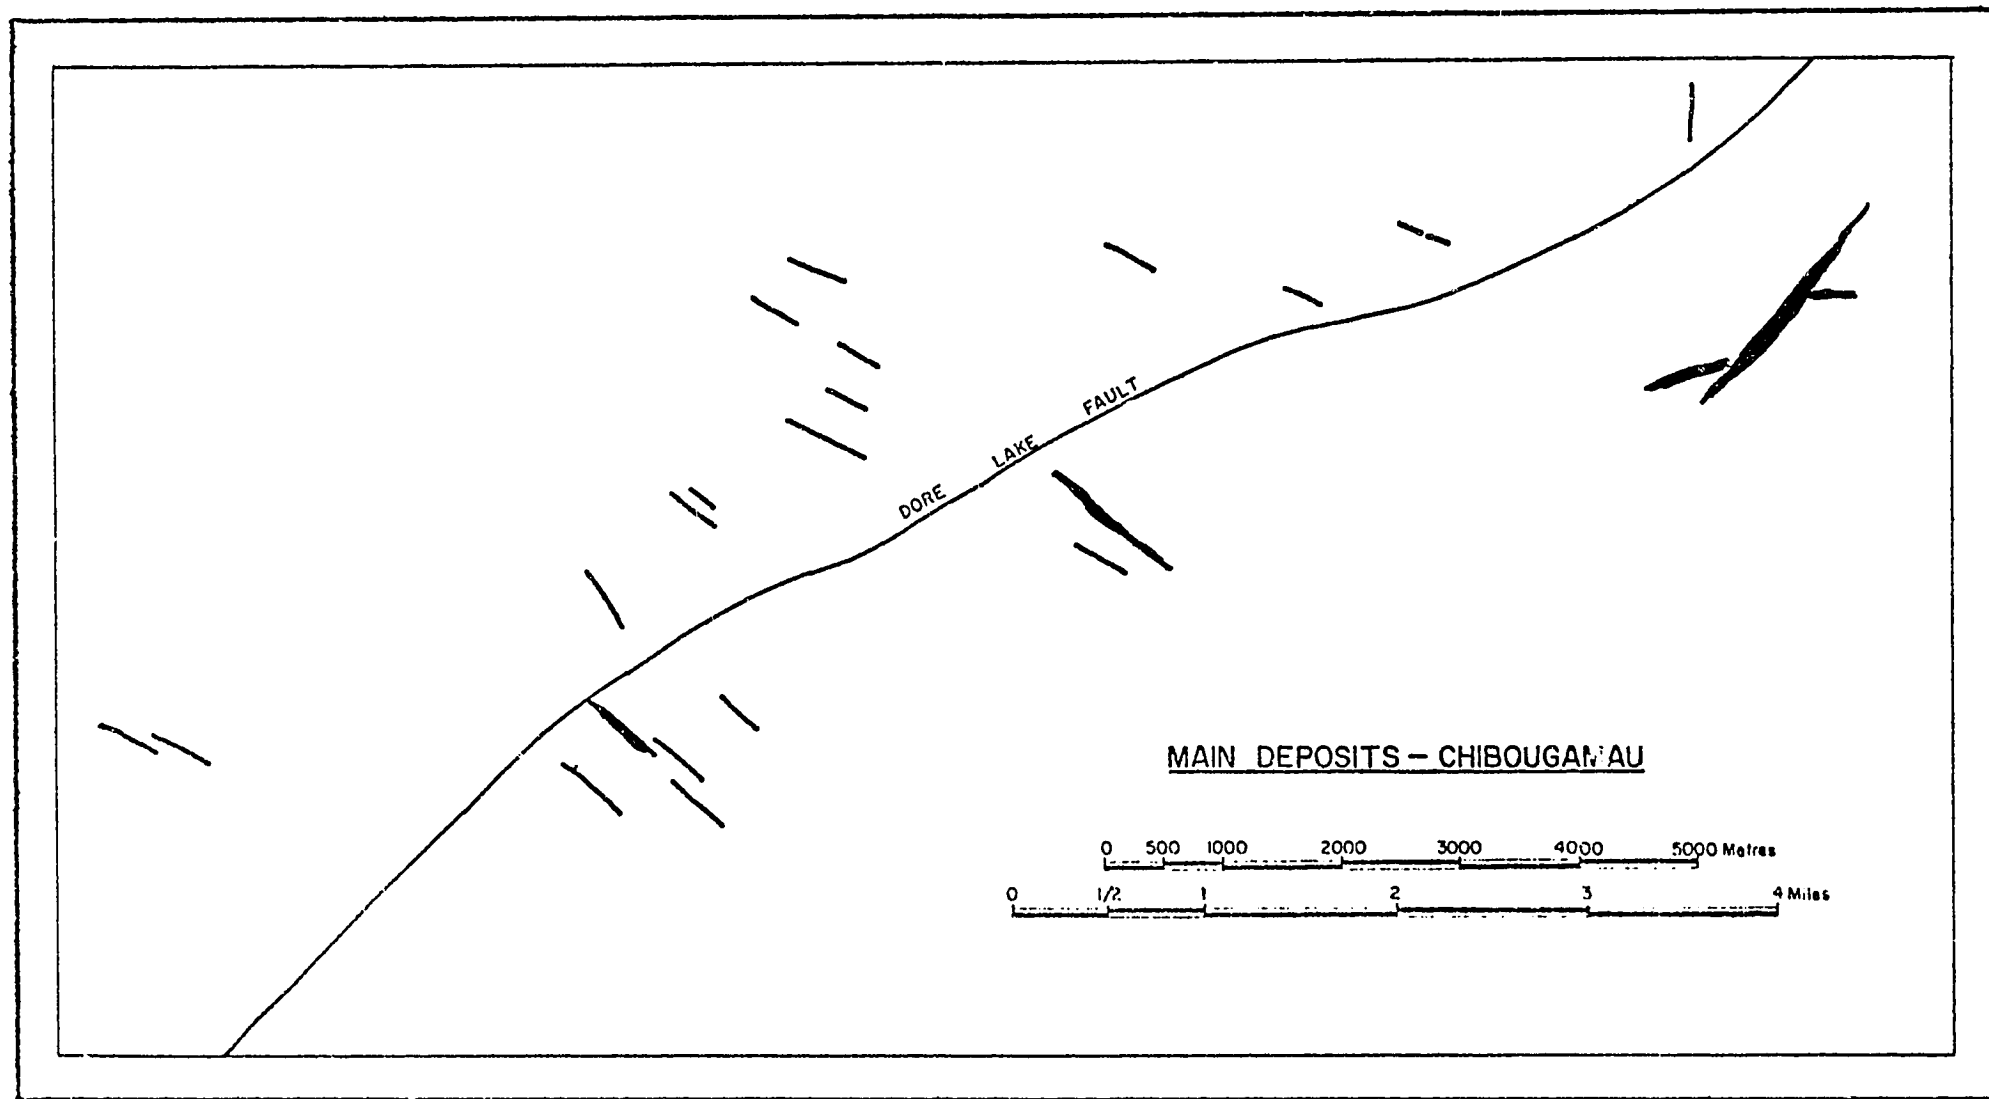 DORE LAKE FAULT
MAIN DEPOSITS – CHIBOUGAMAU
0 500 1000 2000 3000 4000 5000 Metres
0 1/2 1 2 3 4 Miles